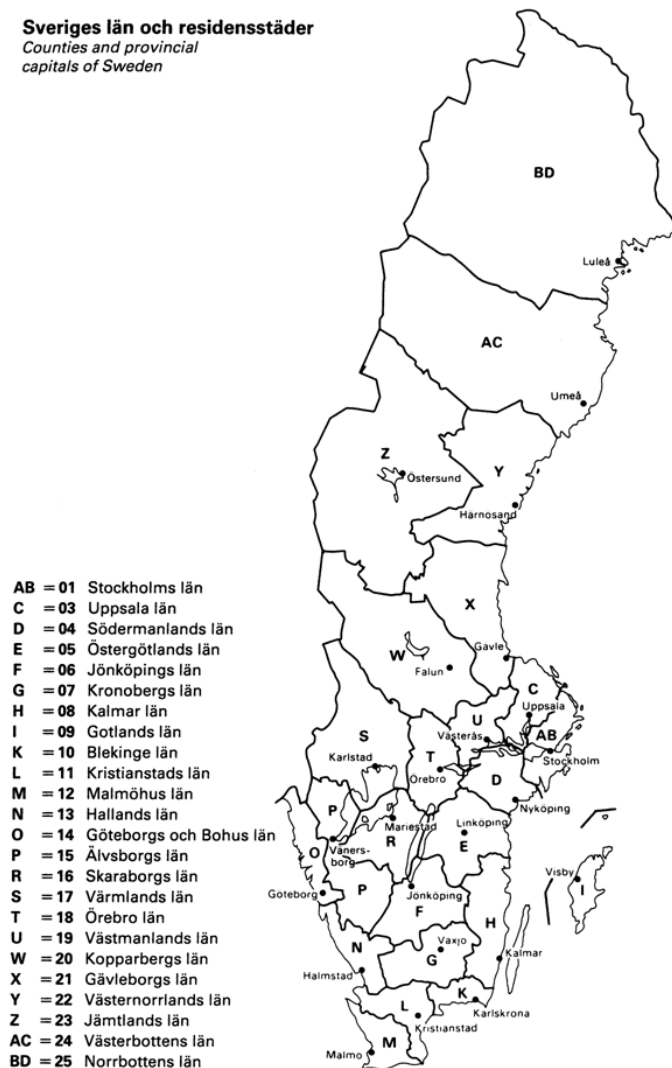 Sveriges län och residensstäder
Counties and provincial
capitals of Sweden
BD
Luleå
AC
Umeå
Z
Östersund
Y
Härnosand
X
W
Gavle
Falun
C
Uppsala
U
Västerås
AB
Stockholm
S
Karlstad
T
Örebro
D
Nyköping
P
Mariestad
Linköping
R
E
O
Väners-
borg
Visby
I
Göteborg
P
Jönköping
F
H
N
Vaxjo
G
Kalmar
Halmstad
K
Karlskrona
L
Kristianstad
M
Malmo
AB = 01 Stockholms län
C = 03 Uppsala län
D = 04 Södermanlands län
E = 05 Östergötlands län
F = 06 Jönköpings län
G = 07 Kronobergs län
H = 08 Kalmar län
I = 09 Gotlands län
K = 10 Blekinge län
L = 11 Kristianstads län
M = 12 Malmöhus län
N = 13 Hallands län
O = 14 Göteborgs och Bohus län
P = 15 Älvsborgs län
R = 16 Skaraborgs län
S = 17 Värmlands län
T = 18 Örebro län
U = 19 Västmanlands län
W = 20 Kopparbergs län
X = 21 Gävleborgs län
Y = 22 Västernorrlands län
Z = 23 Jämtlands län
AC = 24 Västerbottens län
BD = 25 Norrbottens län